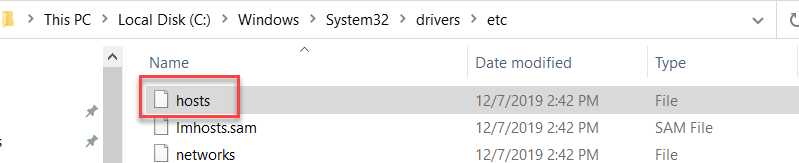 This PC > Local Disk (C:) > Windows > System32 > drivers > etc
Name Date modified Type
hosts 12/7/2019 2:42 PM File
lmhosts.sam 12/7/2019 2:42 PM SAM File
networks 12/7/2019 2:42 PM File